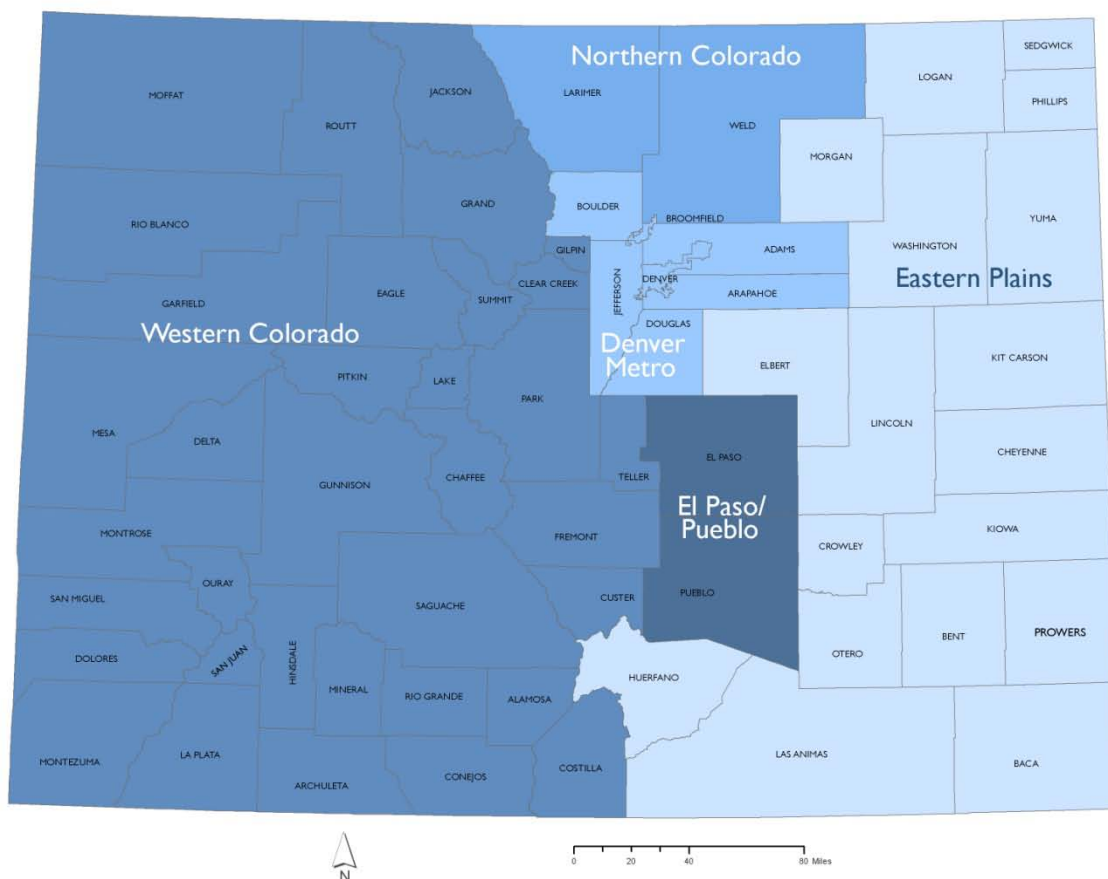 Northern Colorado
SEDGWICK
LOGAN
JACKSON
LARIMER
MOFFAT
PHILLIPS
ROUTT
WELD
MORGAN
GRAND
BOULDER
RIO BLANCO
BROOMFIELD
YUMA
GILPIN
ADAMS
WASHINGTON
CLEAR CREEK
DENVER
Eastern Plains
EAGLE
SUMMIT
JEFFERSON
ARAPAHOE
GARFIELD
Western Colorado
DOUGLAS
Denver
Metro
KIT CARSON
ELBERT
PITKIN
LAKE
PARK
LINCOLN
MESA
DELTA
CHEYENNE
EL PASO
TELLER
CHAFFEE
GUNNISON
El Paso/
Pueblo
KIOWA
MONTROSE
FREMONT
CROWLEY
OURAY
SAN MIGUEL
CUSTER
PUEBLO
SAGUACHE
PROWERS
BENT
OTERO
DOLORES
SAN JUAN
HINSDALE
HUERFANO
MINERAL
RIO GRANDE
ALAMOSA
LA PLATA
LAS ANIMAS
MONTEZUMA
COSTILLA
BACA
CONEJOS
ARCHULETA
N
0 20 40 80 Miles